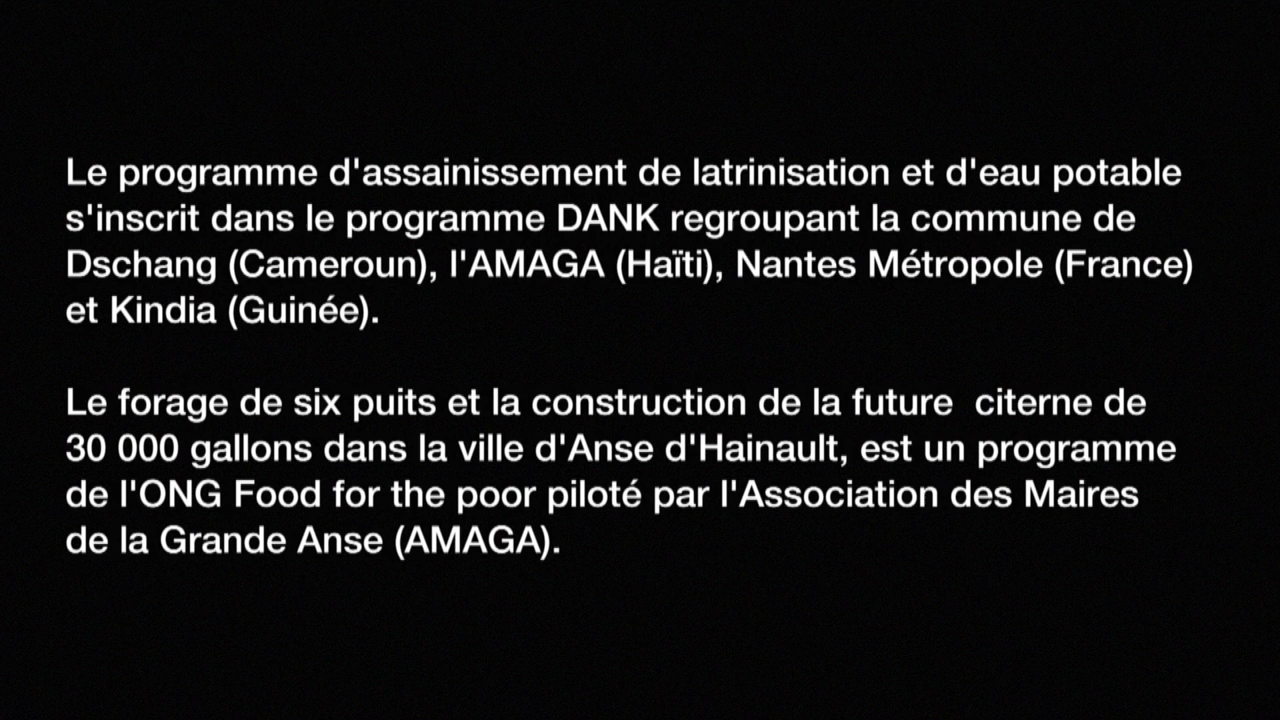 Le programme d'assainissement de latrinisation et d'eau potable
s'inscrit dans le programme DANK regroupant la commune de
Dschang (Cameroun), l'AMAGA (Haïti), Nantes Métropole (France)
et Kindia (Guinée).
Le forage de six puits et la construction de la future  citerne de
30 000 gallons dans la ville d'Anse d'Hainault, est un programme
de l'ONG Food for the poor piloté par l'Association des Maires
de la Grande Anse (AMAGA).